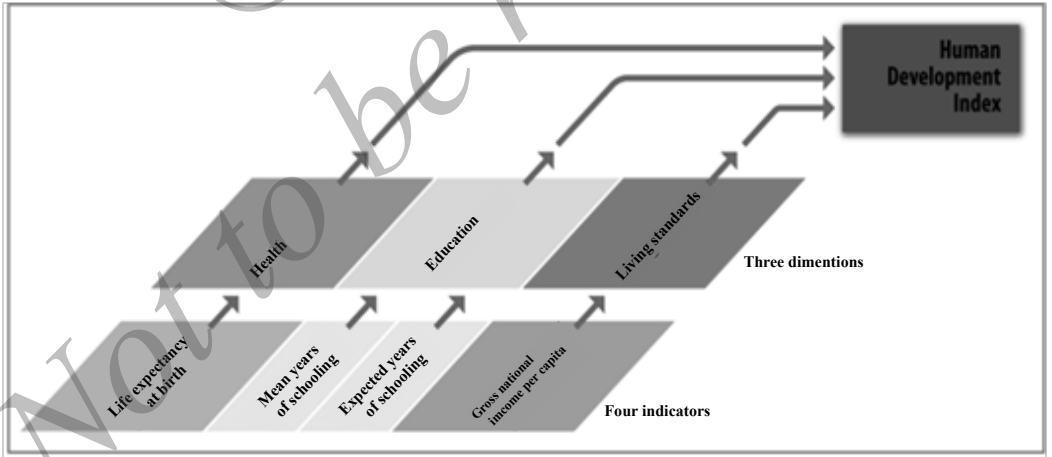 Human
Development
Index
Health
Education
Living standards
Three dimentions
Life expectancy
at birth
Mean years
of schooling
Expected years
of schooling
Gross national
imcome per capita
Four indicators
Not to be r